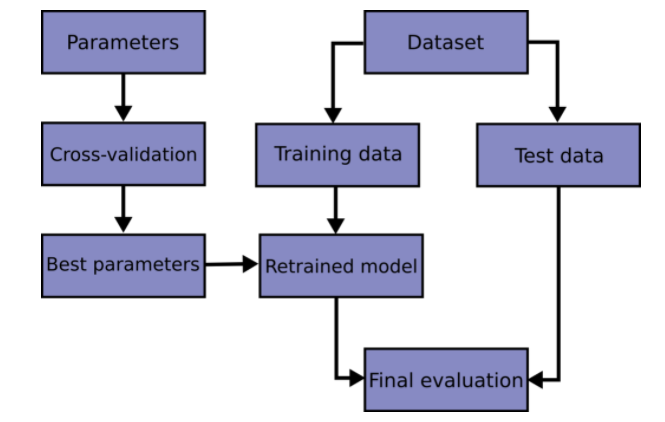 Parameters
Dataset
Cross-validation
Training data
Test data
Best parameters
Retrained model
Final evaluation